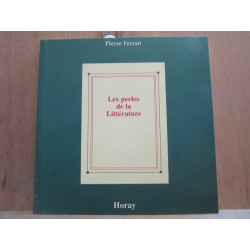 Pierre Ferran
Les perles
de la
Littérature
Horay